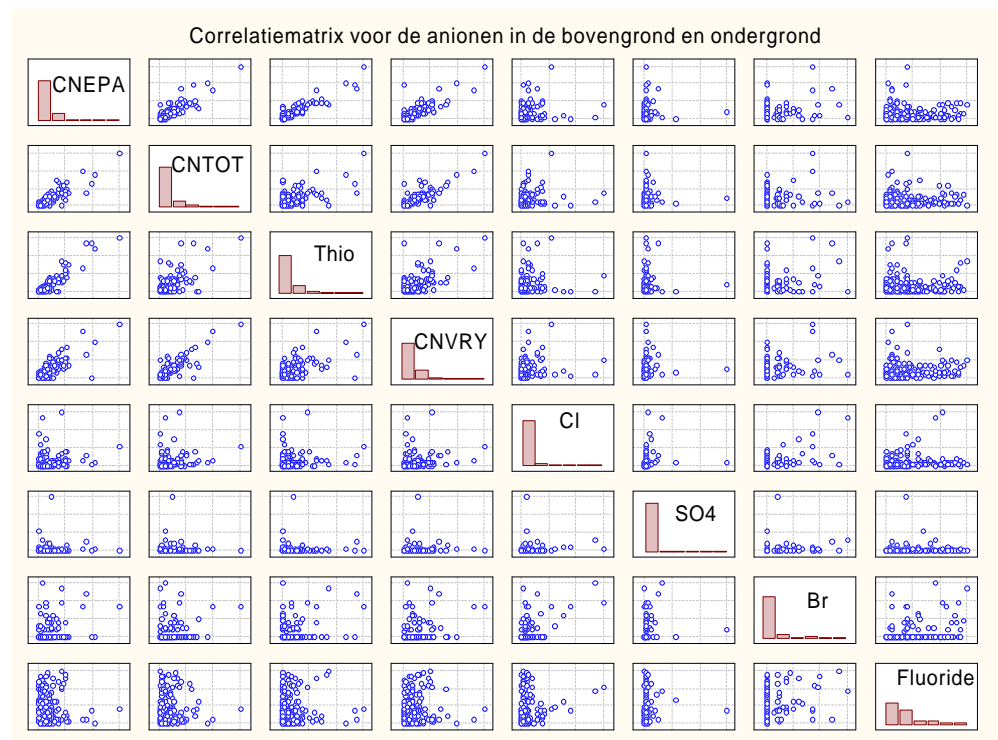 Correlatiematrix voor de anionen in de bovengrond en ondergrond
CNEPA
CNTOT
Thio
CNVRY
Cl
SO4
Br
Fluoride